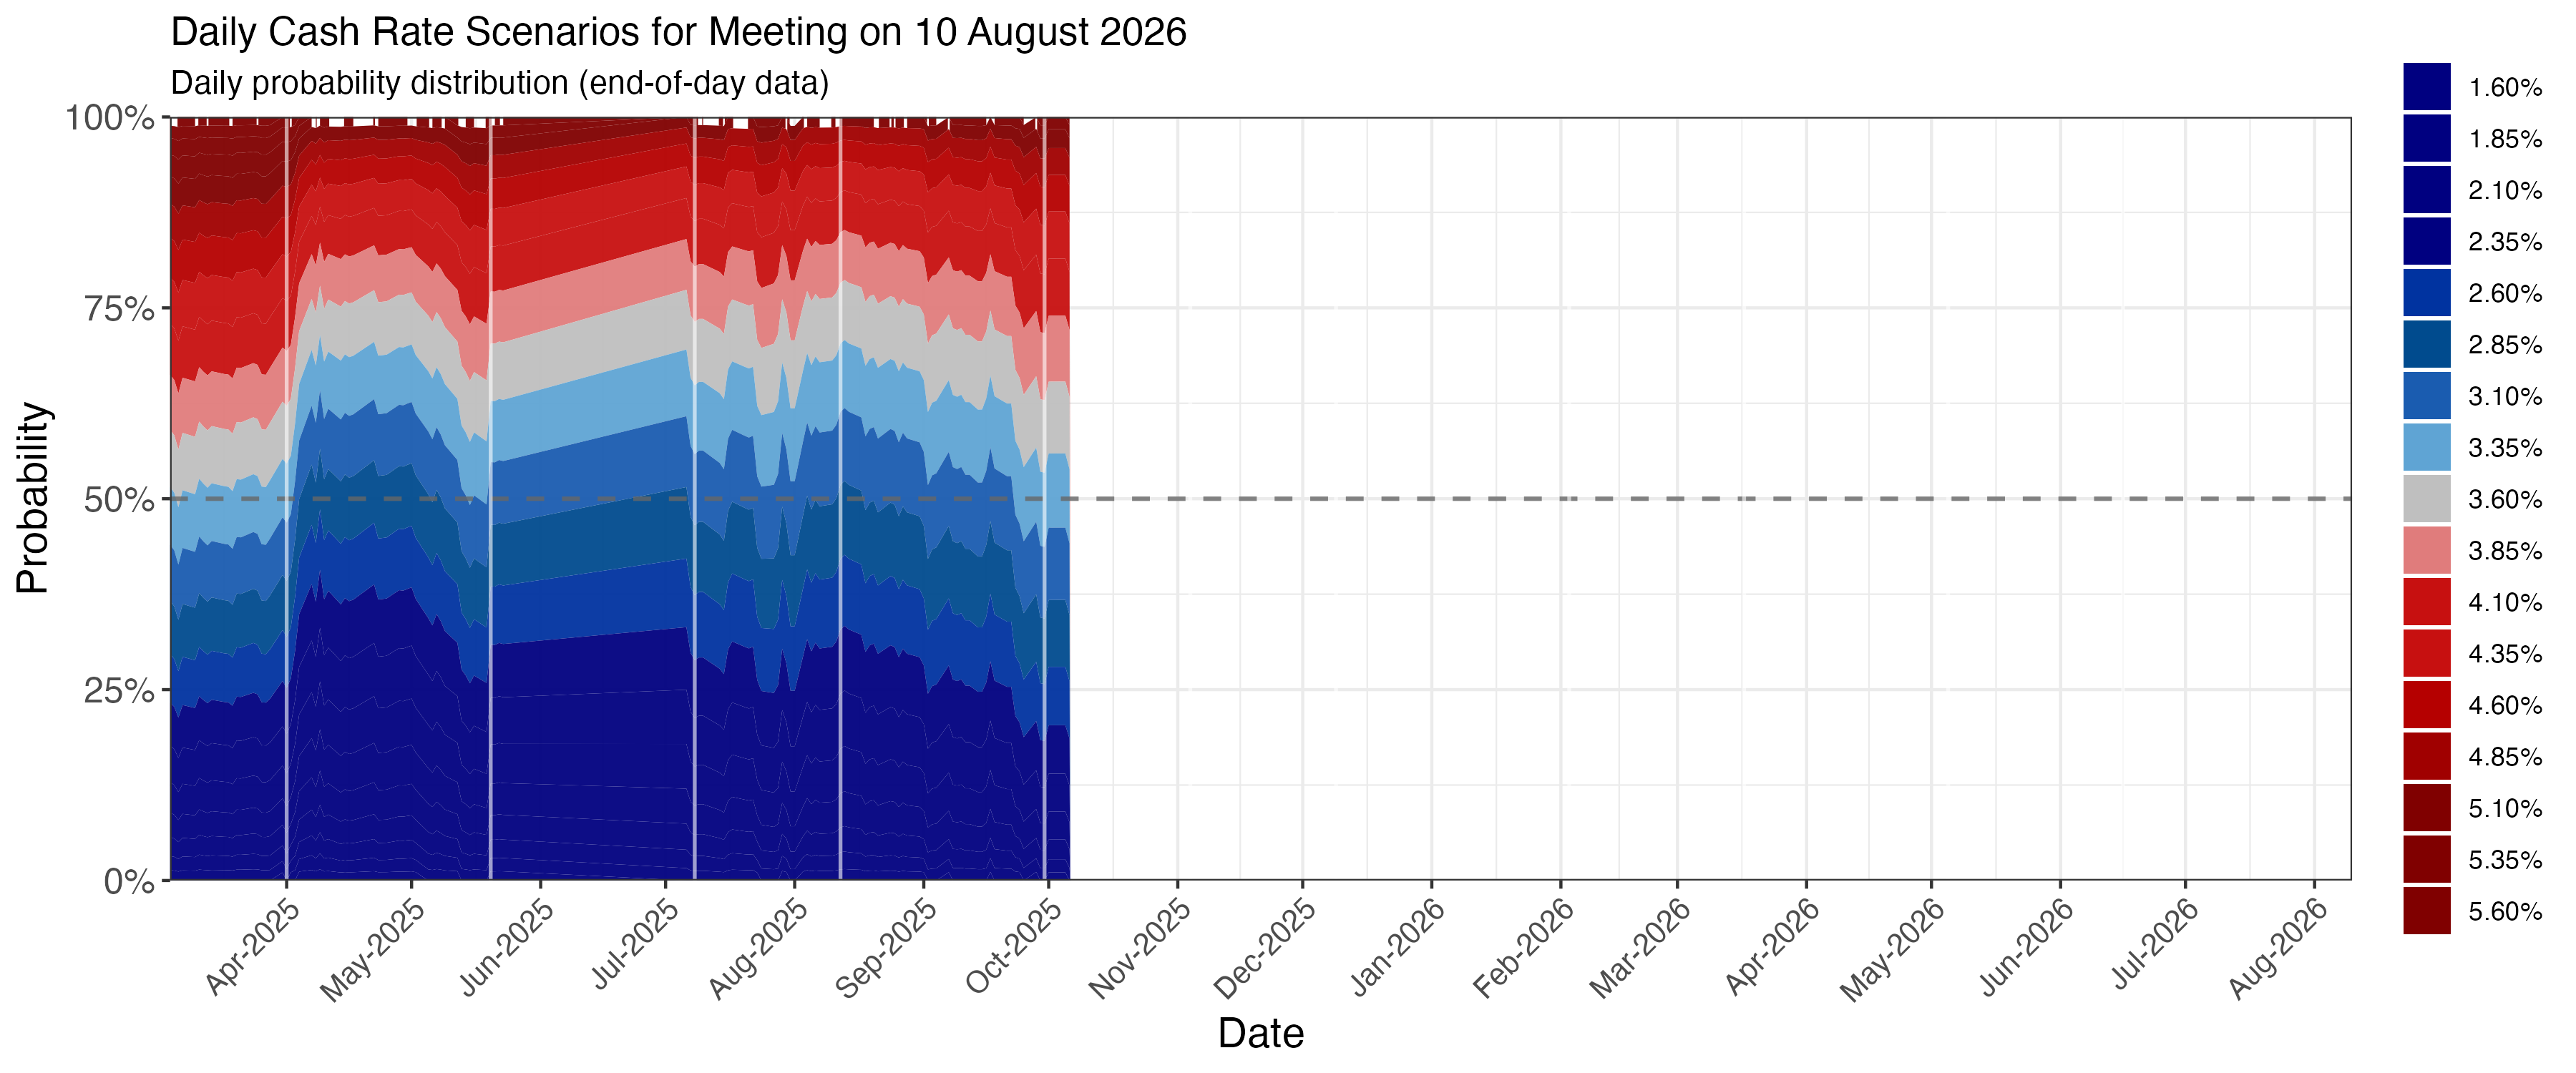 Daily Cash Rate Scenarios for Meeting on 10 August 2026
Daily probability distribution (end-of-day data)
Probability
100%
75%
50%
25%
0%
Apr-2025
May-2025
Jun-2025
Jul-2025
Aug-2025
Sep-2025
Oct-2025
Nov-2025
Dec-2025
Jan-2026
Feb-2026
Mar-2026
Apr-2026
May-2026
Jun-2026
Jul-2026
Aug-2026
Date
1.60%
1.85%
2.10%
2.35%
2.60%
2.85%
3.10%
3.35%
3.60%
3.85%
4.10%
4.35%
4.60%
4.85%
5.10%
5.35%
5.60%